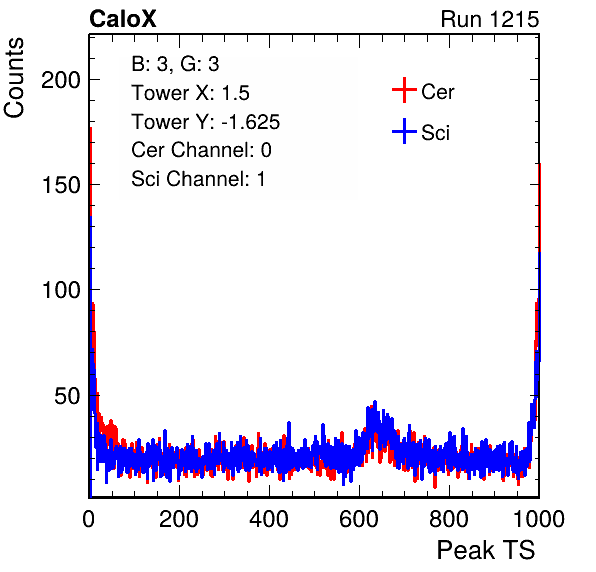 CaloX
Run 1215
Counts
B: 3, G: 3
Tower X: 1.5
Tower Y: -1.625
Cer Channel: 0
Sci Channel: 1
Cer
Sci
200
150
100
50
0 200 400 600 800 1000
Peak TS